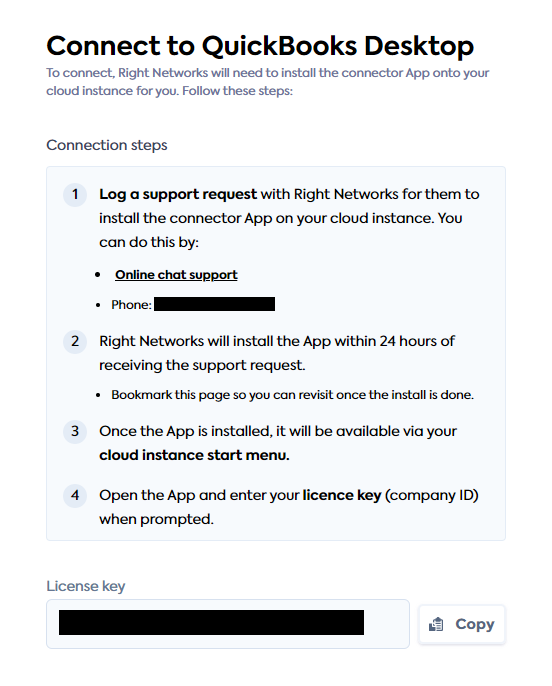 Connect to QuickBooks Desktop
To connect, Right Networks will need to install the connector App onto your
cloud instance for you. Follow these steps:
Connection steps
1 Log a support request with Right Networks for them to
install the connector App on your cloud instance. You
can do this by:
• Online chat support
• Phone:
2 Right Networks will install the App within 24 hours of
receiving the support request.
• Bookmark this page so you can revisit once the install is done.
3 Once the App is installed, it will be available via your
cloud instance start menu.
4 Open the App and enter your licence key (company ID)
when prompted.
License key
Copy